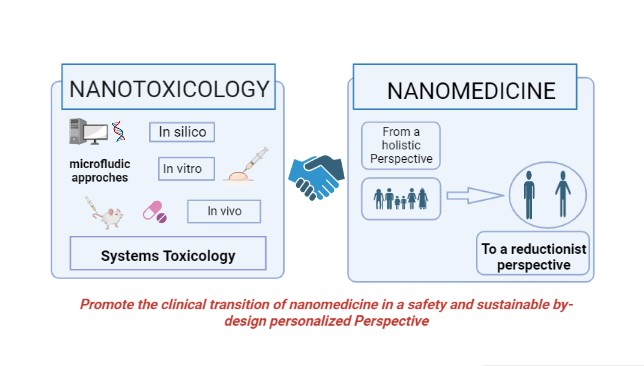 NANOTOXICOLOGY
In silico
microfludic
approches
In vitro
In vivo
Systems Toxicology
NANOMEDICINE
From a
holistic
Perspective
To a reductionist
perspective
Promote the clinical transition of nanomedicine in a safety and sustainable by-
design personalized Perspective